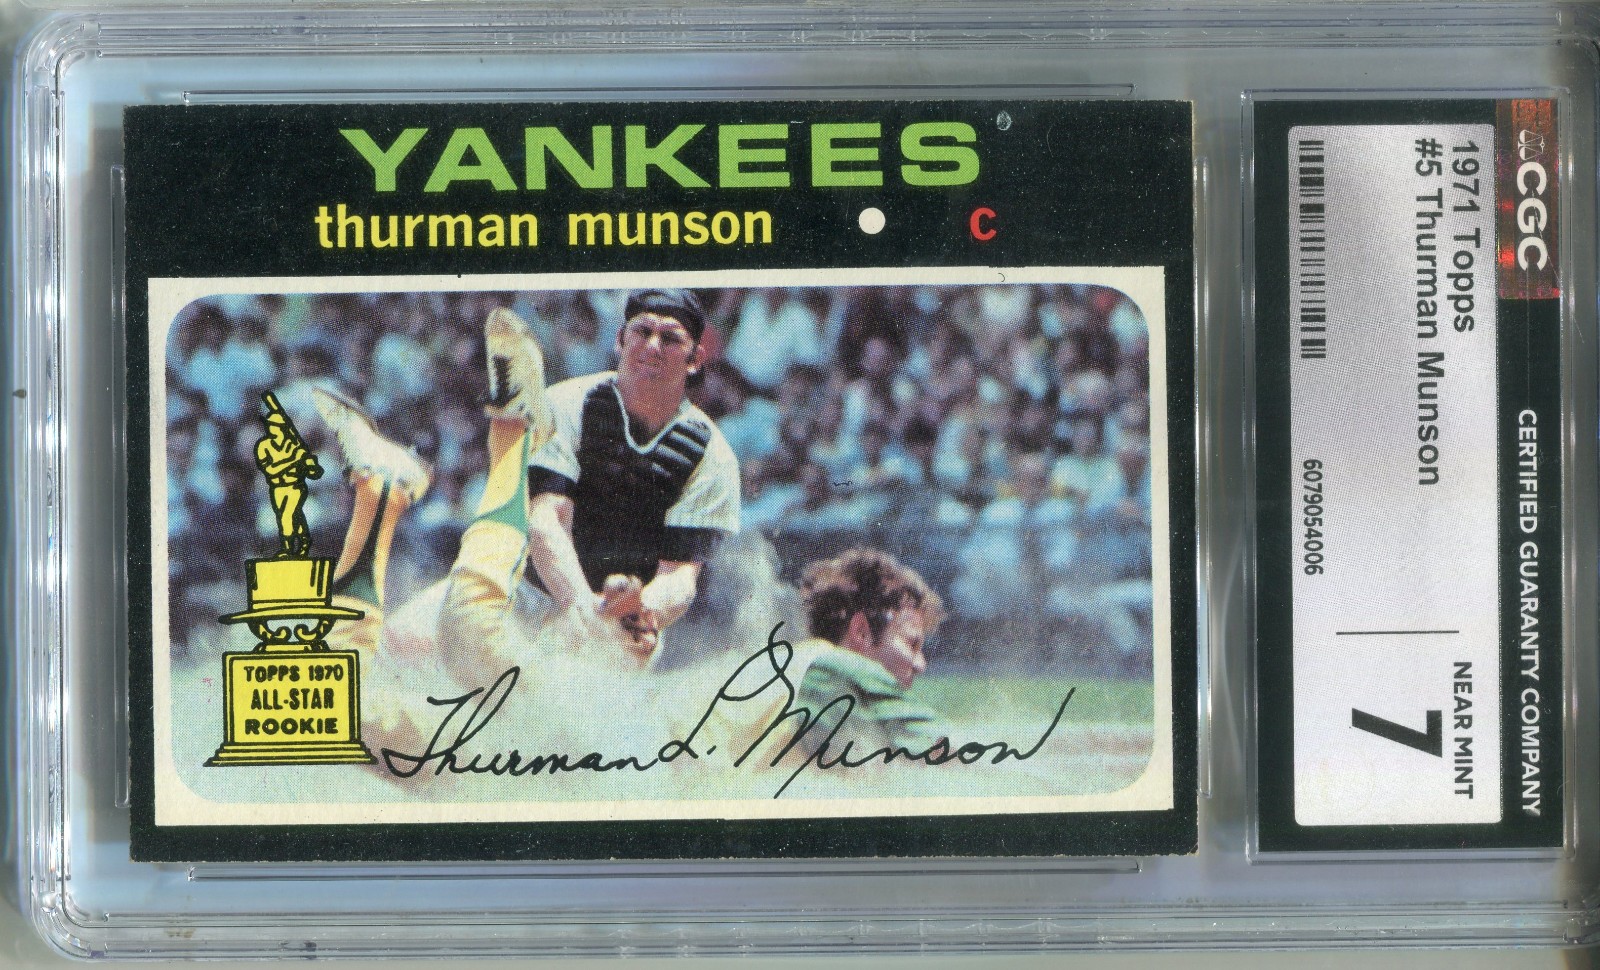 YANKEES
thurman munson • c
TOPPS 1970
ALL-STAR
ROOKIE
Thurman L. Munson
CGC
CERTIFIED GUARANTY COMPANY
1971 Topps
#5 Thurman Munson
6079054006
NEAR MINT
7